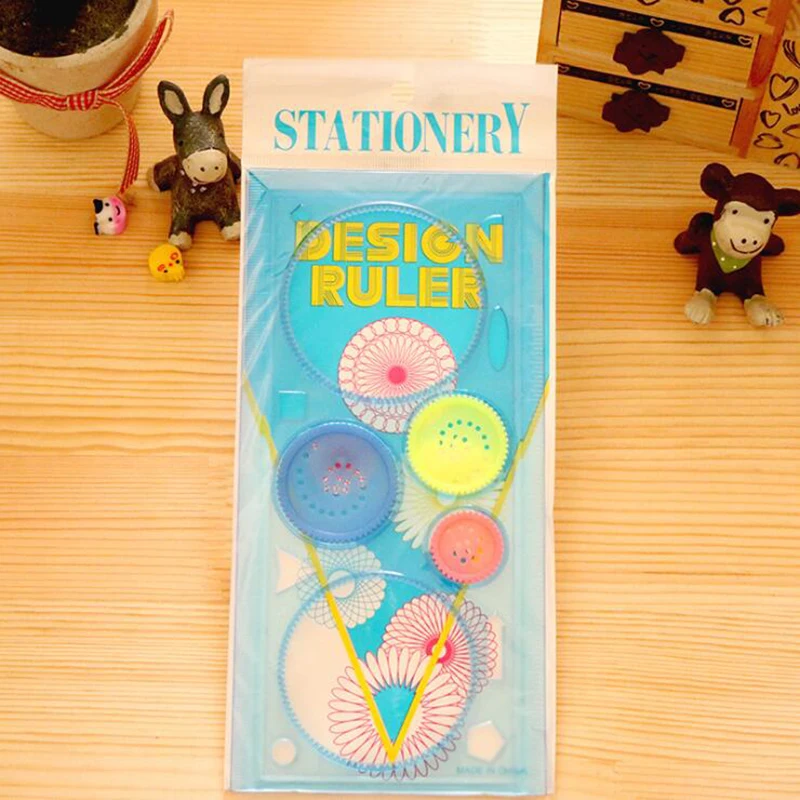 STATIONERY
DESIGN
RULER
MADE IN CHINA